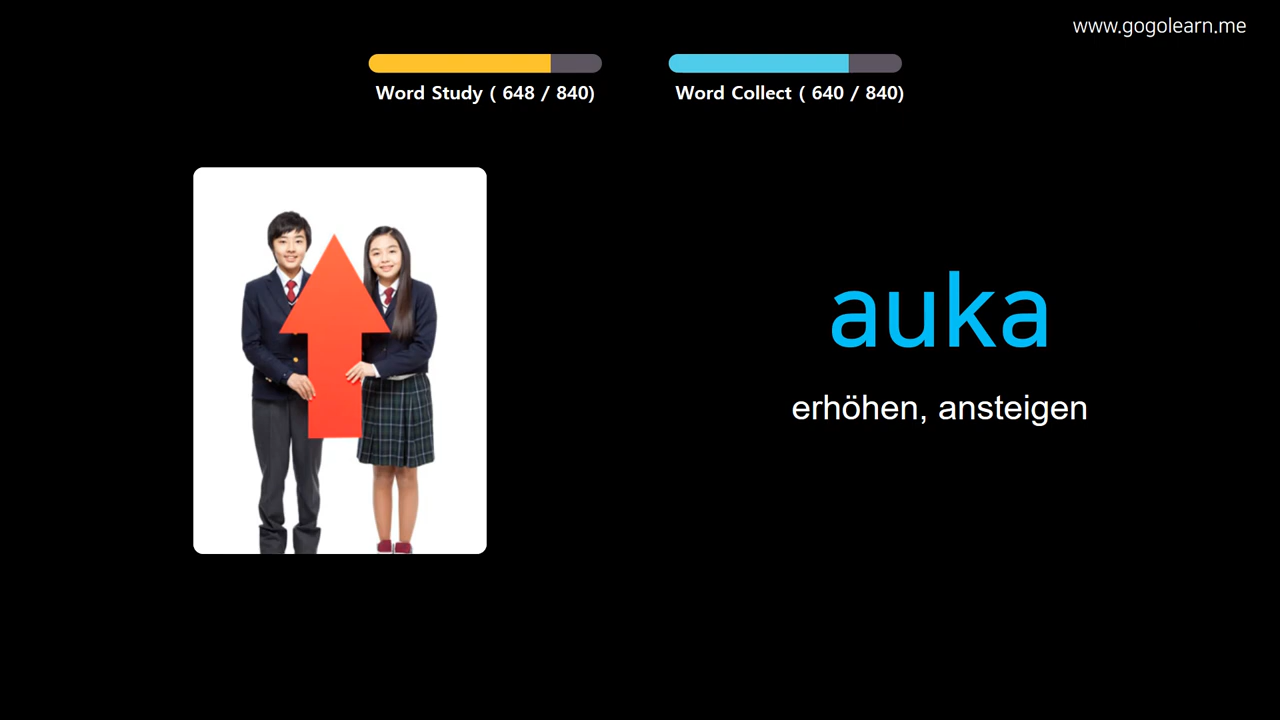 www.gogolearn.me
Word Study ( 648 / 840)
Word Collect ( 640 / 840)
auka
erhöhen, ansteigen